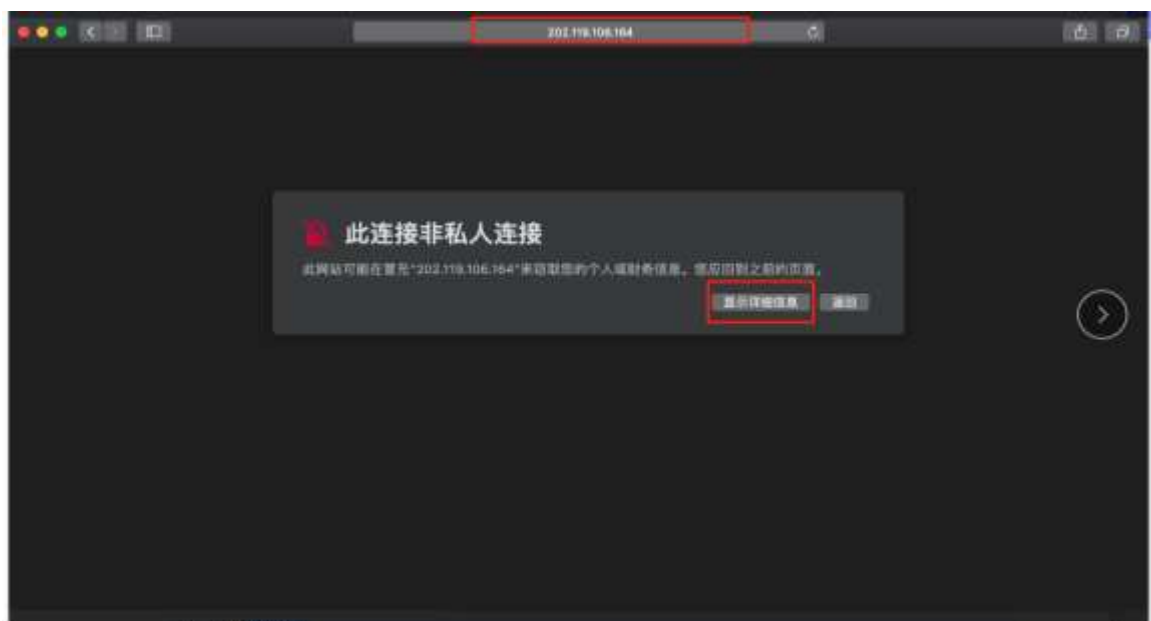 202.119.106.164
此连接非私人连接
此网站可能在冒充“202.119.106.164”来窃取您的个人或财务信息。您应回到之前的页面。
显示详细信息
返回